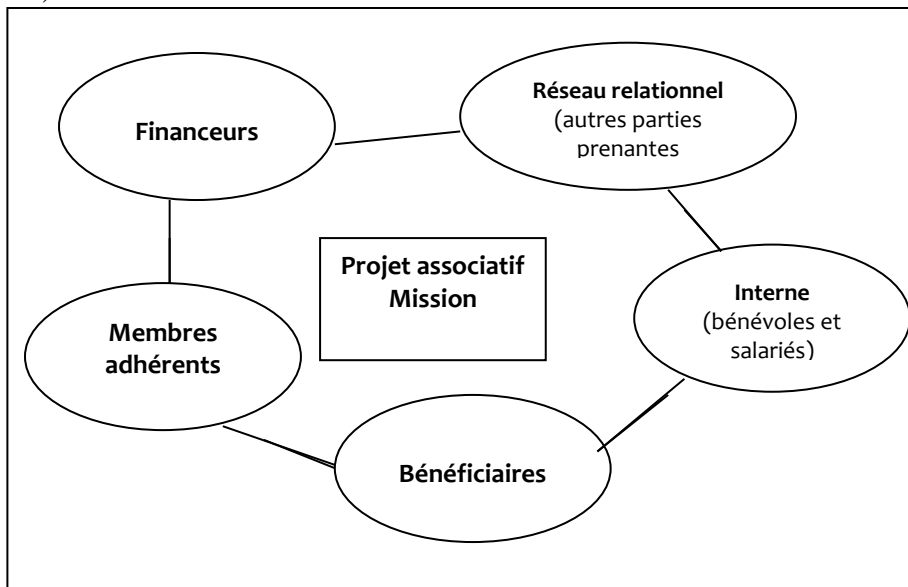 Financeurs
Réseau relationnel
(autres parties
prenantes
Projet associatif
Mission
Interne
(bénévoles et
salariés)
Membres
adhérents
Bénéficiaires